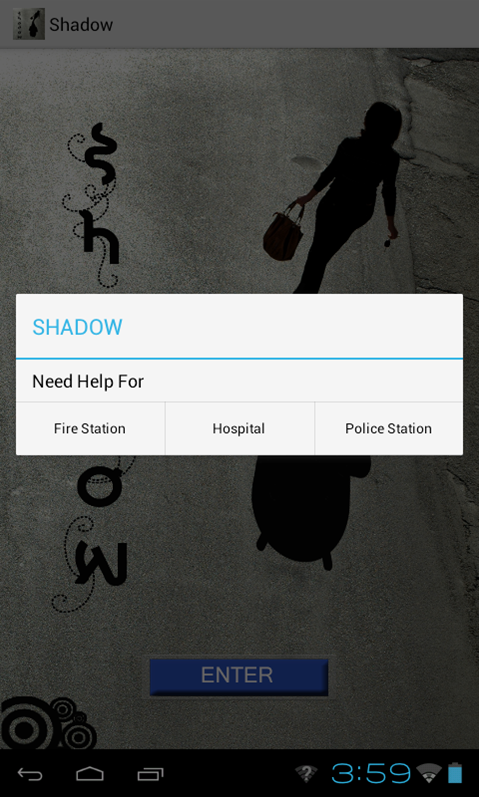 Shadow
s
h
SHADOW
Need Help For
Fire Station Hospital Police Station
o
w
ENTER
3:59